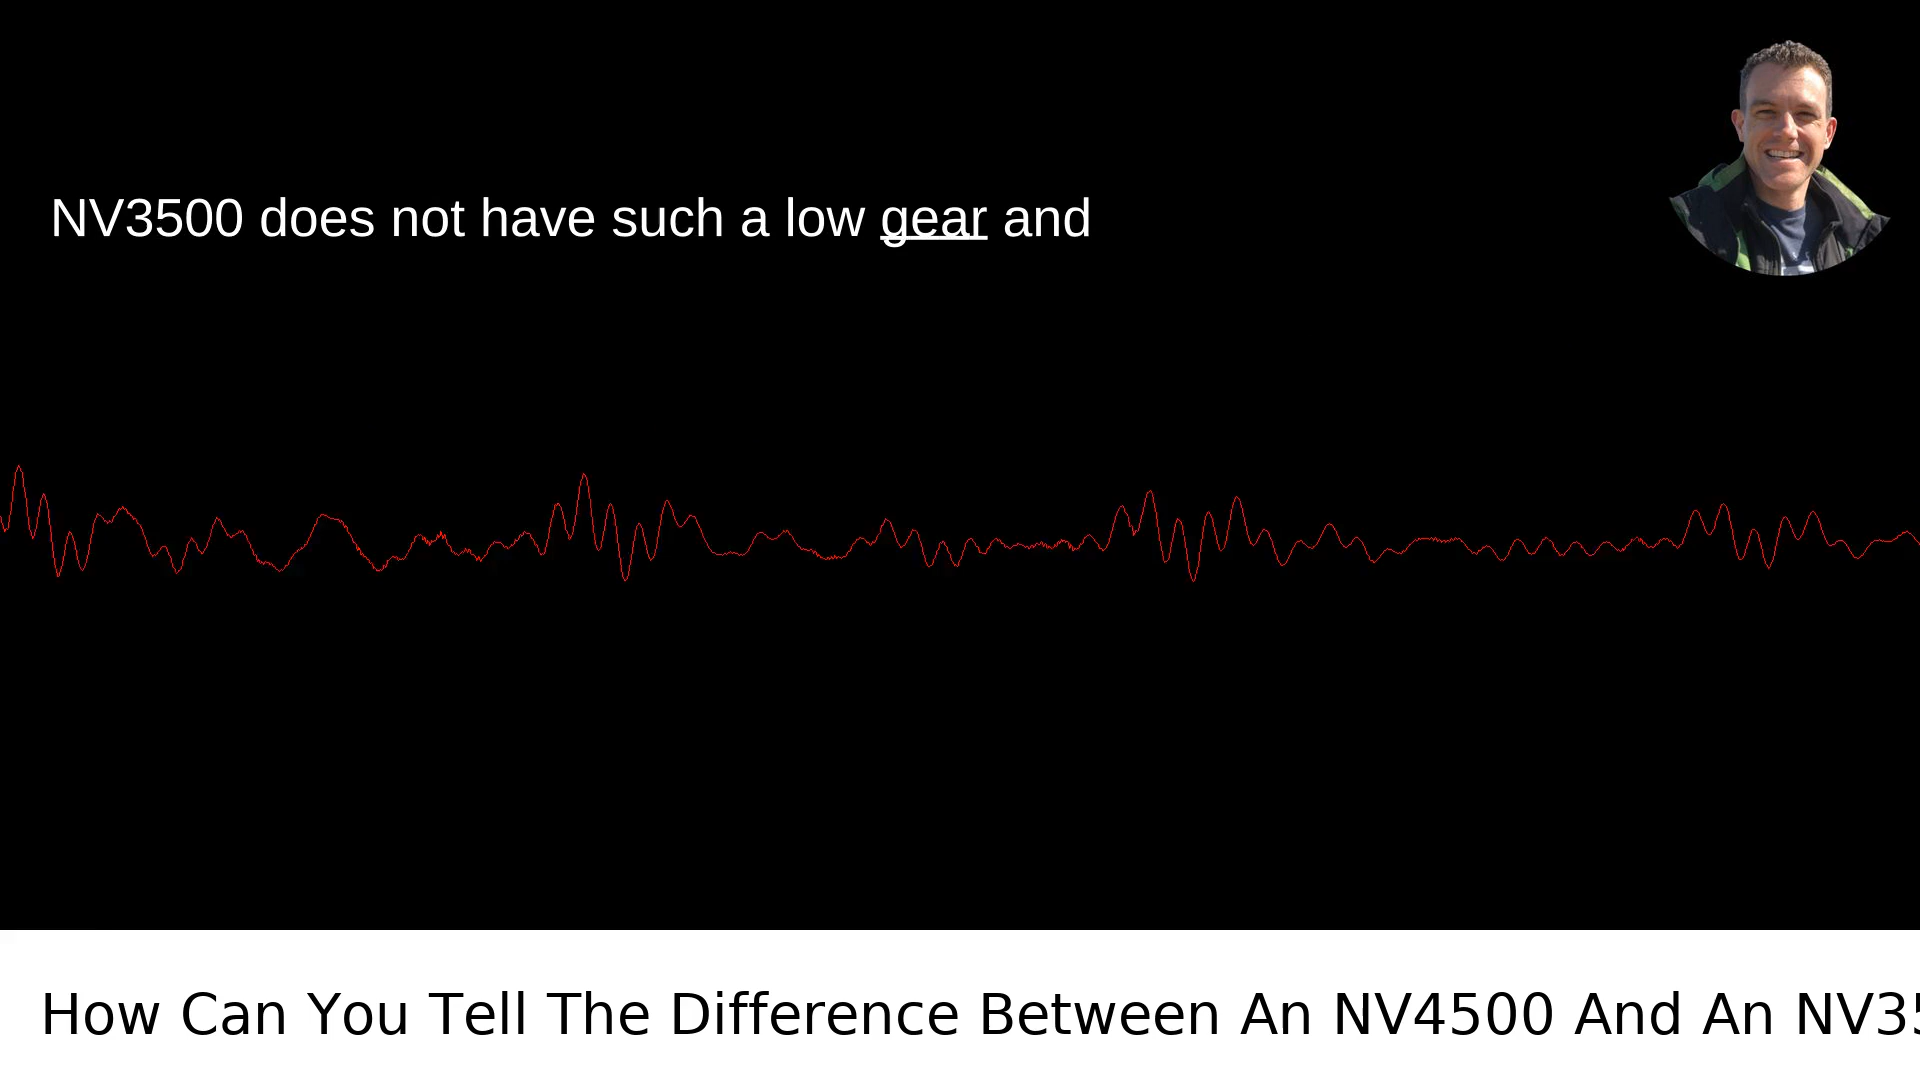 NV3500 does not have such a low gear and
How Can You Tell The Difference Between An NV4500 And An NV35